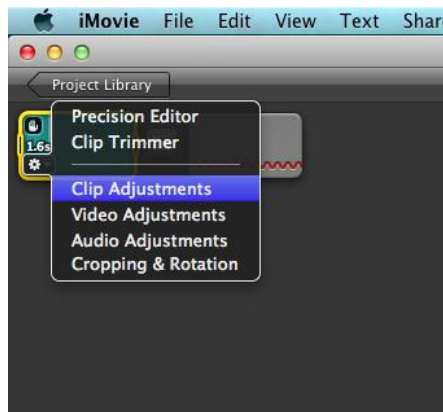 iMovie File Edit View Text Shar
Project Library
1.6s
Precision Editor
Clip Trimmer
Clip Adjustments
Video Adjustments
Audio Adjustments
Cropping & Rotation